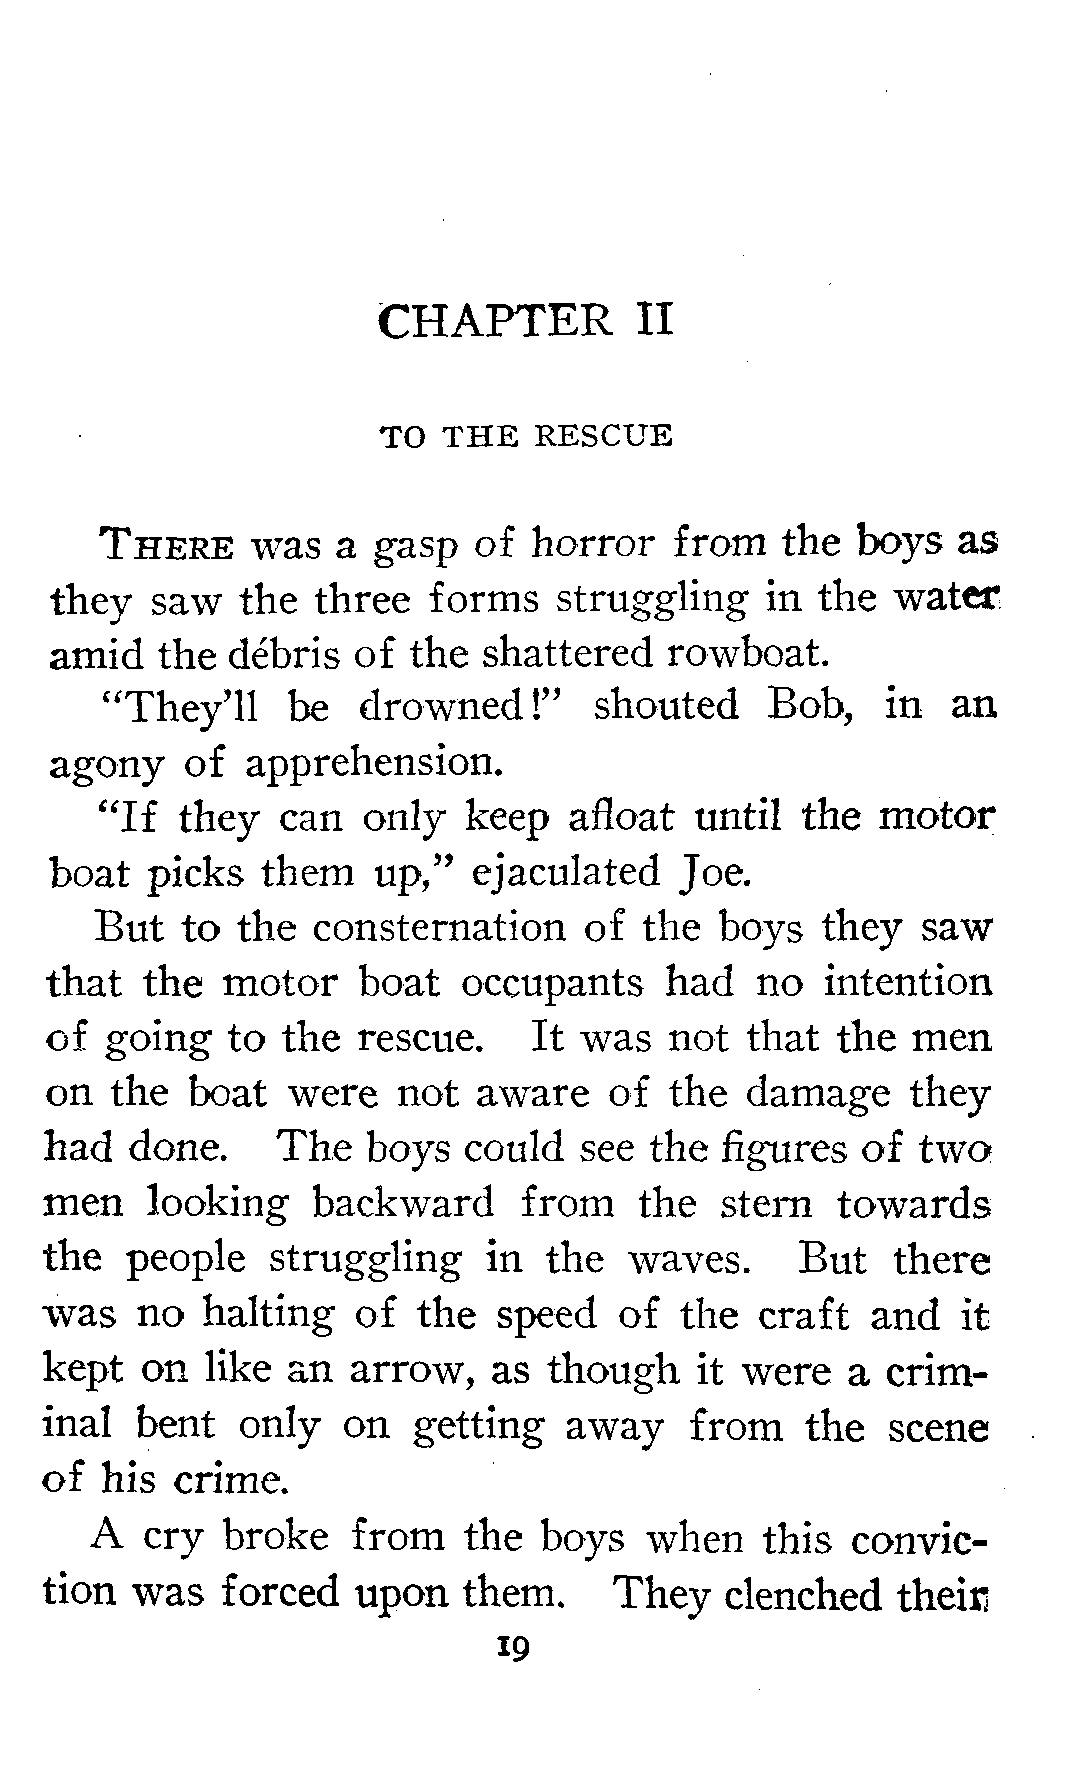 CHAPTER II
TO THE RESCUE
THERE was a gasp of horror from the boys as
they saw the three forms struggling in the water
amid the débris of the shattered rowboat.
“They’ll be drowned!” shouted Bob, in an
agony of apprehension.
“If they can only keep afloat until the motor
boat picks them up,” ejaculated Joe.
But to the consternation of the boys they saw
that the motor boat occupants had no intention
of going to the rescue. It was not that the men
on the boat were not aware of the damage they
had done. The boys could see the figures of two
men looking backward from the stern towards
the people struggling in the waves. But there
was no halting of the speed of the craft and it
kept on like an arrow, as though it were a crim-
inal bent only on getting away from the scene
of his crime.
A cry broke from the boys when this convic-
tion was forced upon them. They clenched their
19